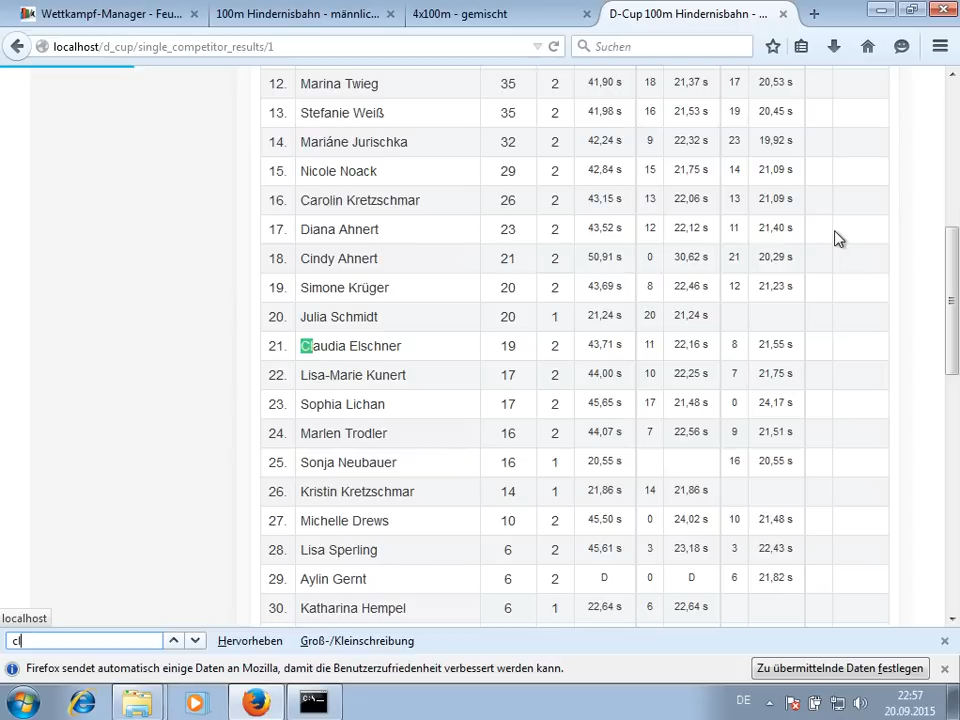 Wettkampf-Manager - Feu...
100m Hindernisbahn - männlic...
4x100m - gemischt
D-Cup 100m Hindernisbahn - ...
localhost/d_cup/single_competitor_results/1
Suchen
12. Marina Twieg 35 2 41,90 s 18 21,37 s 17 20,53 s
13. Stefanie Weiß 35 2 41,98 s 16 21,53 s 19 20,45 s
14. Mariáne Jurischka 32 2 42,24 s 9 22,32 s 23 19,92 s
15. Nicole Noack 29 2 42,84 s 15 21,75 s 14 21,09 s
16. Carolin Kretzschmar 26 2 43,15 s 13 22,06 s 13 21,09 s
17. Diana Ahnert 23 2 43,52 s 12 22,12 s 11 21,40 s
18. Cindy Ahnert 21 2 50,91 s 0 30,62 s 21 20,29 s
19. Simone Krüger 20 2 43,69 s 8 22,46 s 12 21,23 s
20. Julia Schmidt 20 1 21,24 s 20 21,24 s
21. Claudia Elschner 19 2 43,71 s 11 22,16 s 8 21,55 s
22. Lisa-Marie Kunert 17 2 44,00 s 10 22,25 s 7 21,75 s
23. Sophia Lichan 17 2 45,65 s 17 21,48 s 0 24,17 s
24. Marlen Trodler 16 2 44,07 s 7 22,56 s 9 21,51 s
25. Sonja Neubauer 16 1 20,55 s 16 20,55 s
26. Kristin Kretzschmar 14 1 21,86 s 14 21,86 s
27. Michelle Drews 10 2 45,50 s 0 24,02 s 10 21,48 s
28. Lisa Sperling 6 2 45,61 s 3 23,18 s 3 22,43 s
29. Aylin Gernt 6 2 D 0 D 6 21,82 s
30. Katharina Hempel 6 1 22,64 s 6 22,64 s
localhost
cl
Hervorheben
Groß-/Kleinschreibung
Firefox sendet automatisch einige Daten an Mozilla, damit die Benutzerzufriedenheit verbessert werden kann.
Zu übermittelnde Daten festlegen
C:\.
DE
22:57
20.09.2015